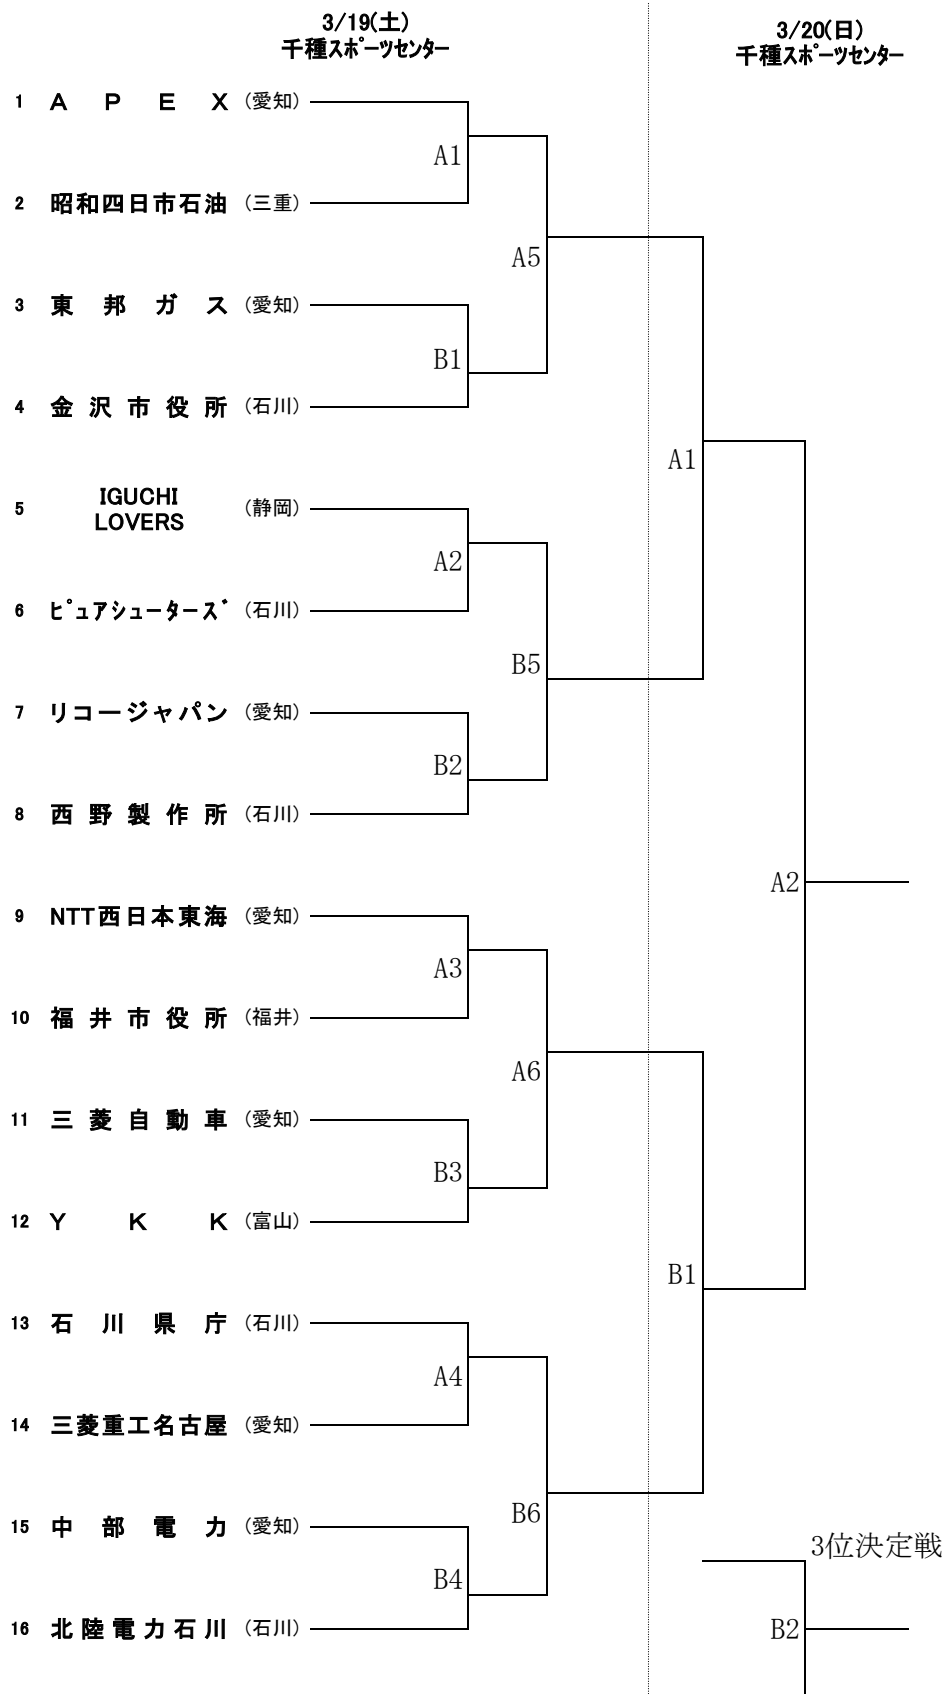 3/19(土)
千種ｽﾎﾟｰﾂｾﾝﾀｰ
3/20(日)
千種ｽﾎﾟｰﾂｾﾝﾀｰ
1 ＡＰＥＸ (愛知)
A1
2 昭和四日市石油 (三重)
A5
3 東邦ガス (愛知)
B1
4 金沢市役所 (石川)
A1
5 IGUCHI
LOVERS (静岡)
A2
6 ﾋﾟｭｱｼｭｰﾀｰｽﾞ (石川)
B5
7 リコージャパン (愛知)
B2
8 西野製作所 (石川)
A2
9 NTT西日本東海 (愛知)
A3
10 福井市役所 (福井)
A6
11 三菱自動車 (愛知)
B3
12 ＹＫＫ (富山)
B1
13 石川県庁 (石川)
A4
14 三菱重工名古屋 (愛知)
B6
15 中部電力 (愛知)
3位決定戦
B4
16 北陸電力石川 (石川)
B2